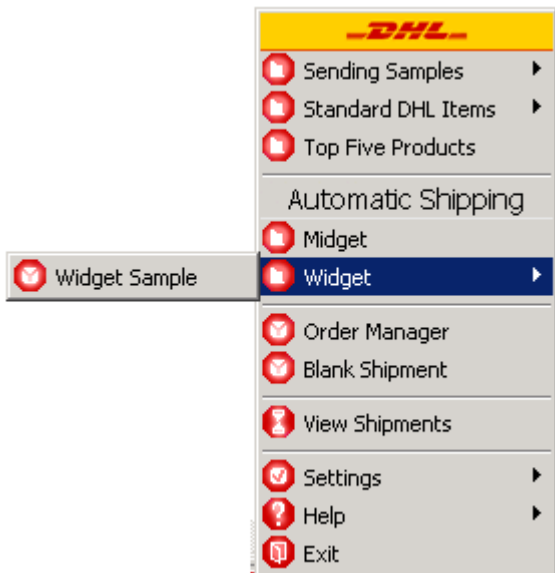 DHL
Sending Samples
Standard DHL Items
Top Five Products
Automatic Shipping
Midget
Widget Sample
Widget
Order Manager
Blank Shipment
View Shipments
Settings
Help
Exit